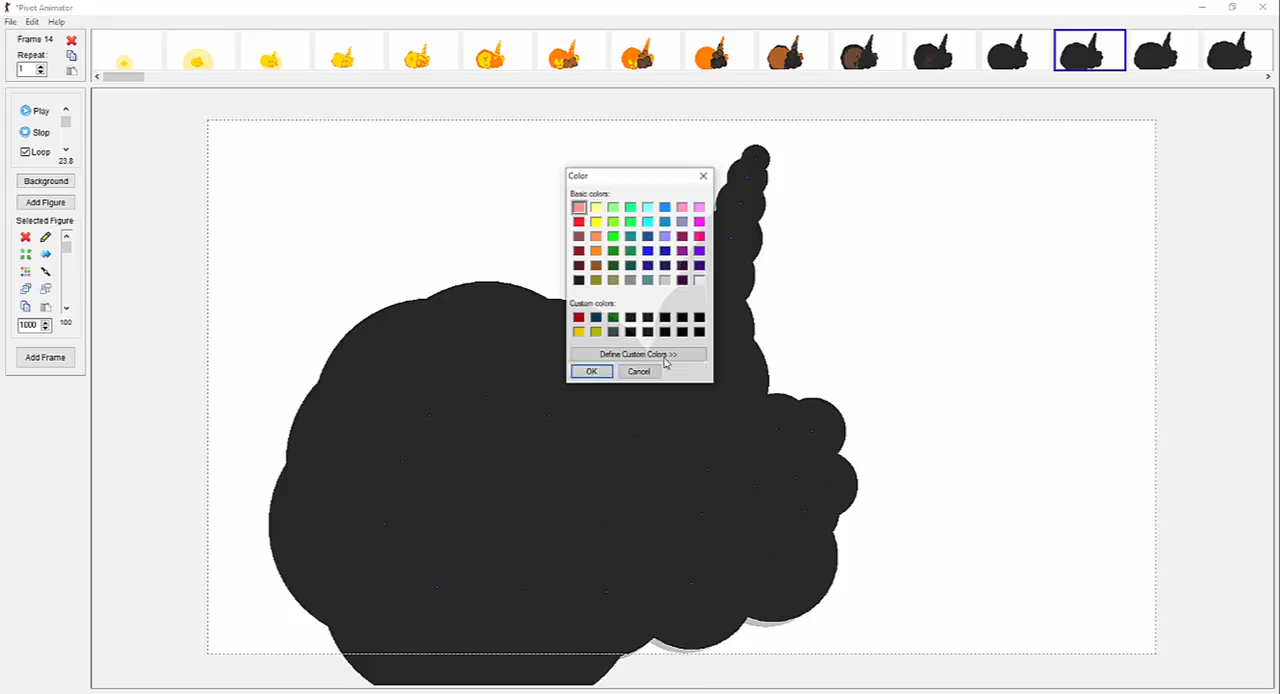 *Pivot Animator
File Edit Help
Frame 14
Repeat:
1
Play
Stop
Loop
23.8
Background
Add Figure
Selected Figure
1000
100
Add Frame
Color
Basic colors:
Custom colors:
Define Custom Colors >>
OK Cancel